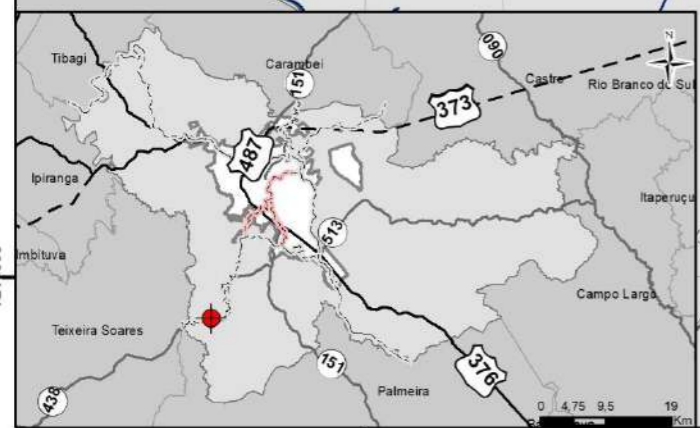 Tibagi
Carambeí
151
090
N
Castro
Rio Branco do Sul
373
487
Ipiranga
Itaperuçu
513
Imbituva
Campo Largo
Teixeira Soares
151
376
438
Palmeira
0 4,75 9,5 19
Km